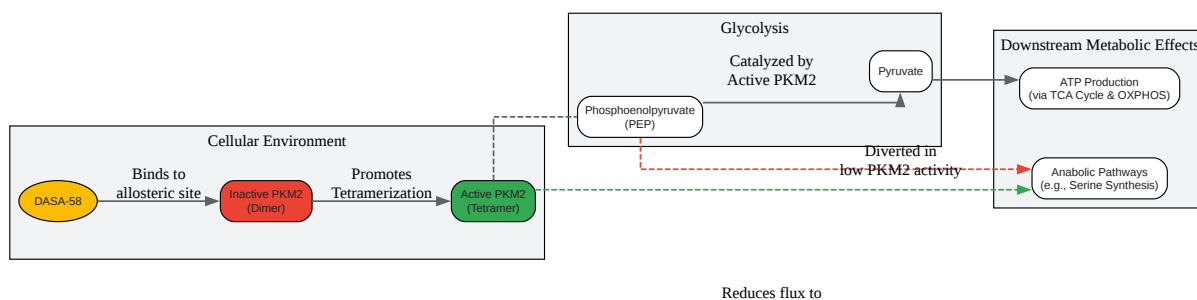 Glycolysis
Downstream Metabolic Effects
Catalyzed by
Active PKM2
Pyruvate
ATP Production
(via TCA Cycle & OXPHOS)
Phosphoenolpyruvate
(PEP)
Cellular Environment
Diverted in
low PKM2 activity
Anabolic Pathways
(e.g., Serine Synthesis)
DASA-58
Binds to
allosteric site
Inactive PKM2
(Dimer)
Promotes
Tetramerization
Active PKM2
(Tetramer)
Reduces flux to